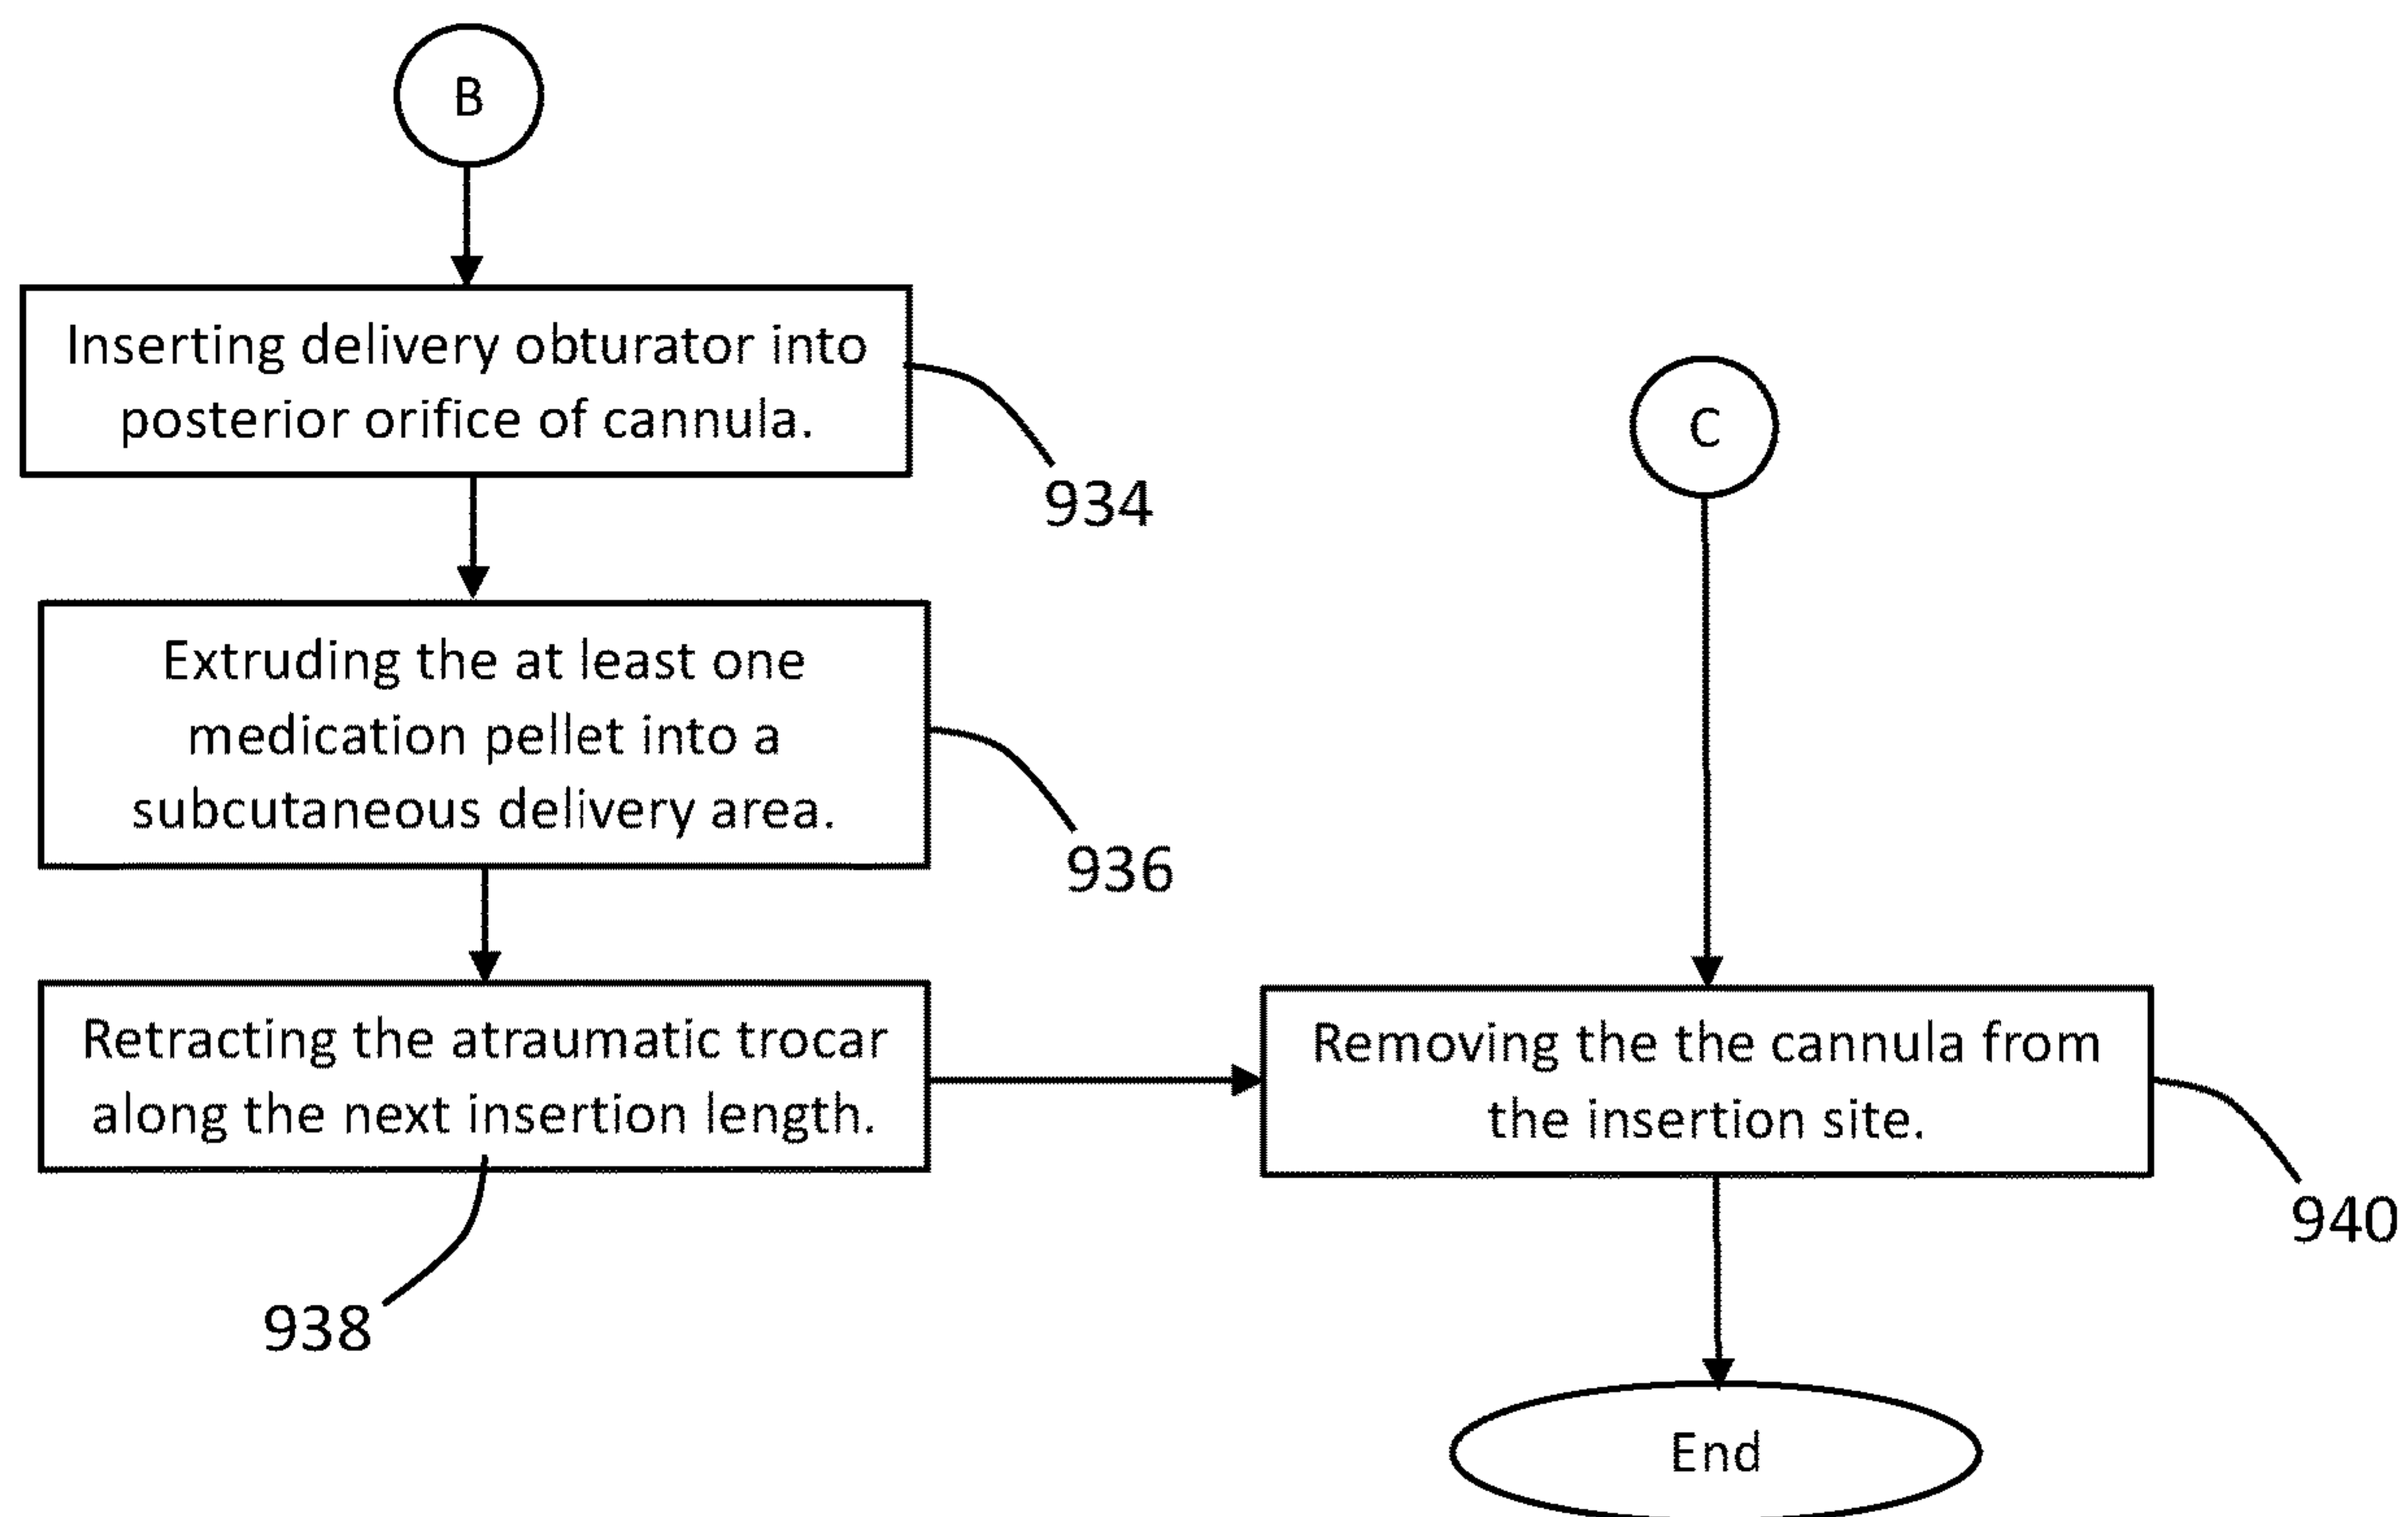 B
Inserting delivery obturator into
posterior orifice of cannula.
934
Extruding the at least one
medication pellet into a
subcutaneous delivery area.
936
Retracting the atraumatic trocar
along the next insertion length.
938
C
Removing the the cannula from
the insertion site.
940
End